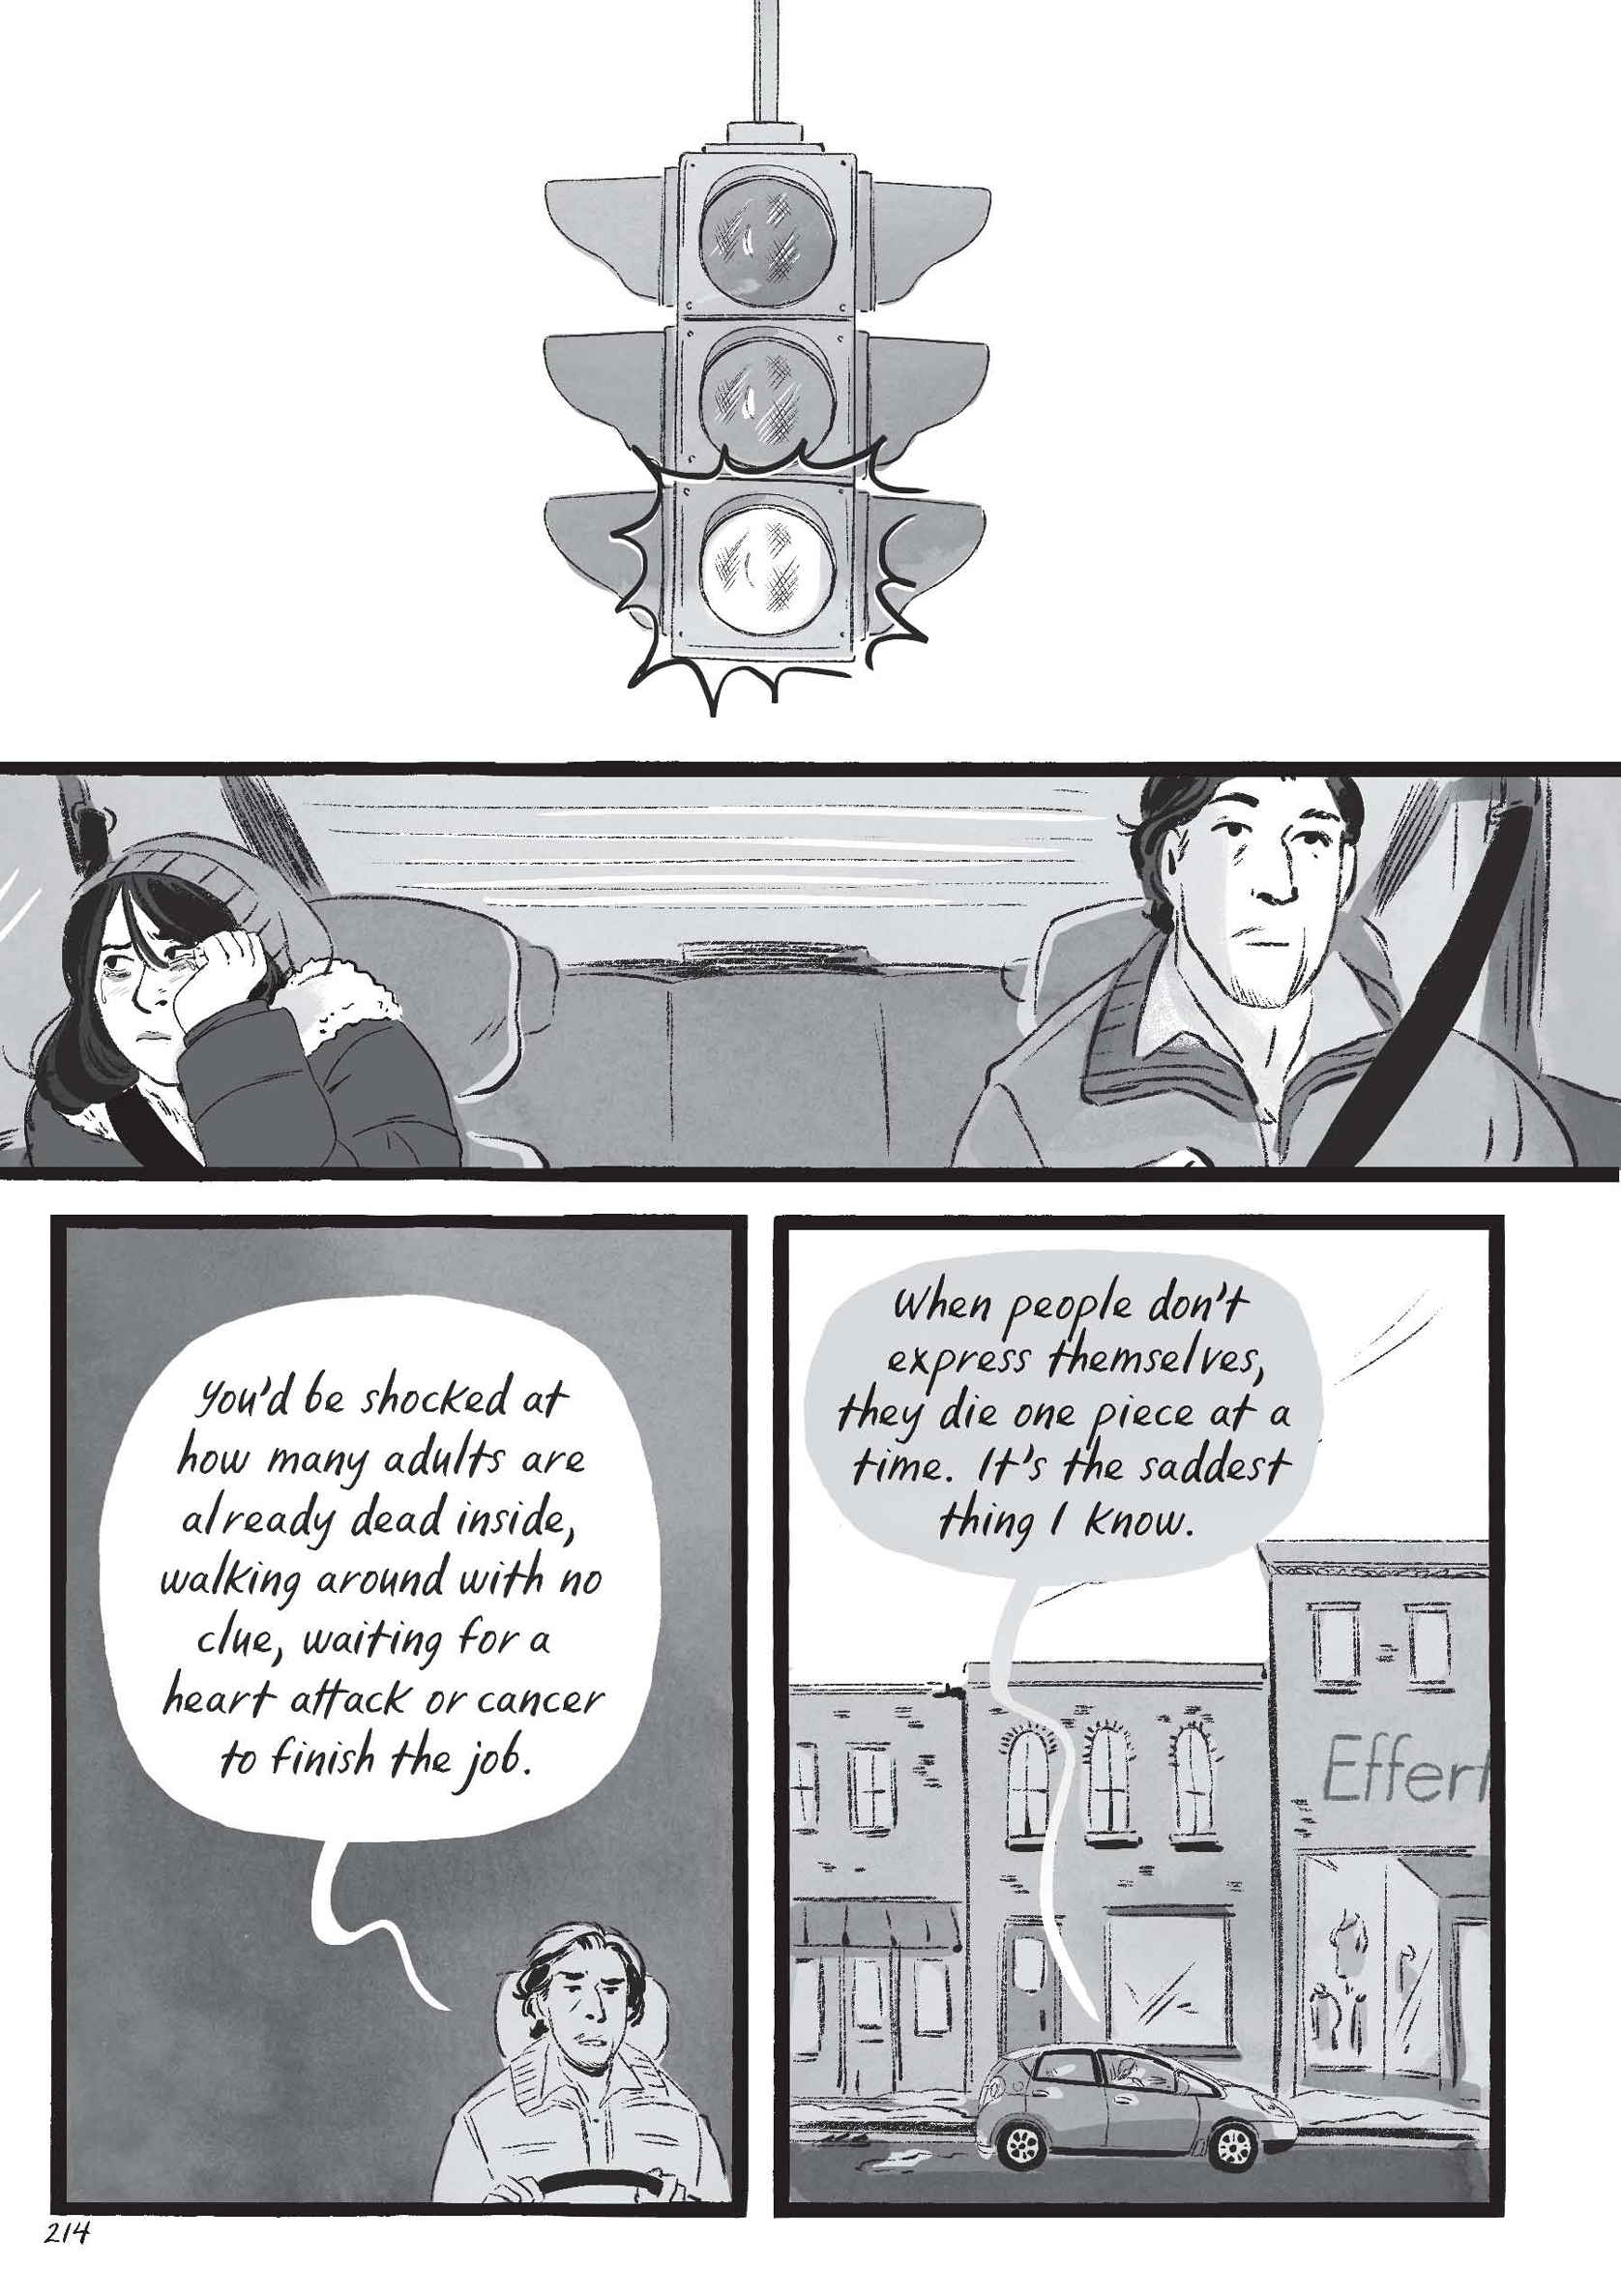 You'd be shocked at
how many adults are
already dead inside,
walking around with no
clue, waiting for a
heart attack or cancer
to finish the job.
When people don't
express themselves,
they die one piece at a
time. It's the saddest
thing I know.
Effert
214